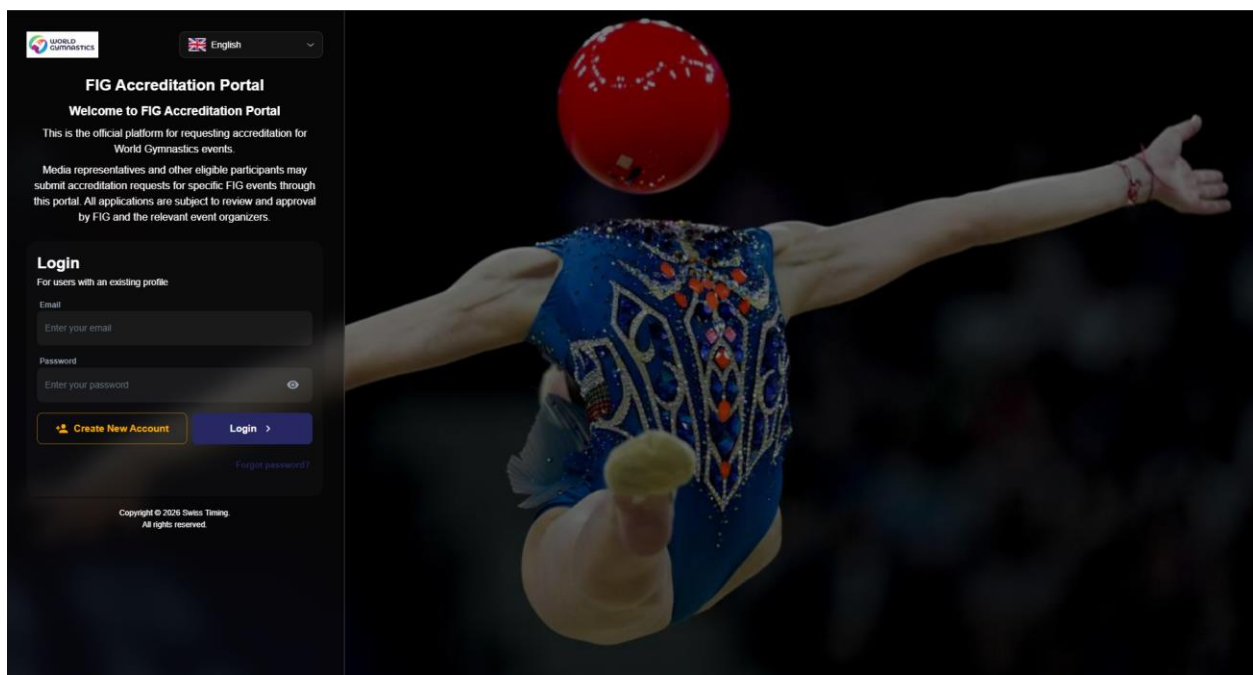 WORLD
GYMNASTICS
English
FIG Accreditation Portal
Welcome to FIG Accreditation Portal
This is the official platform for requesting accreditation for
World Gymnastics events.
Media representatives and other eligible participants may
submit accreditation requests for specific FIG events through
this portal. All applications are subject to review and approval
by FIG and the relevant event organizers.
Login
For users with an existing profile
Email
Enter your email
Password
Enter your password
Create New Account
Login >
Forgot password?
Copyright © 2026 Swiss Timing.
All rights reserved.